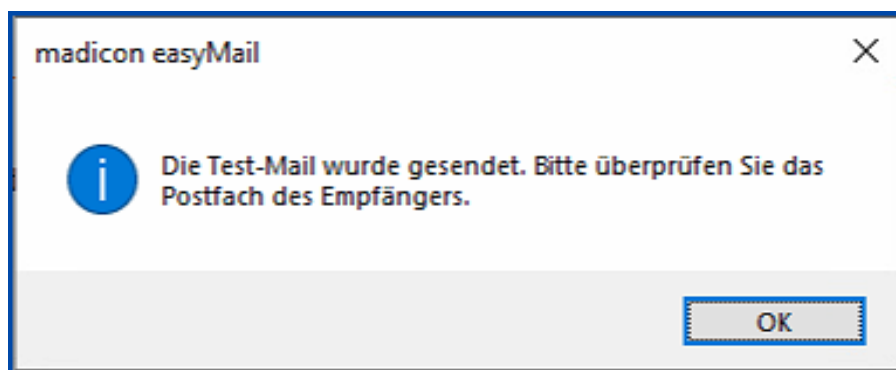 madicon easyMail
Die Test-Mail wurde gesendet. Bitte überprüfen Sie das
Postfach des Empfängers.
OK